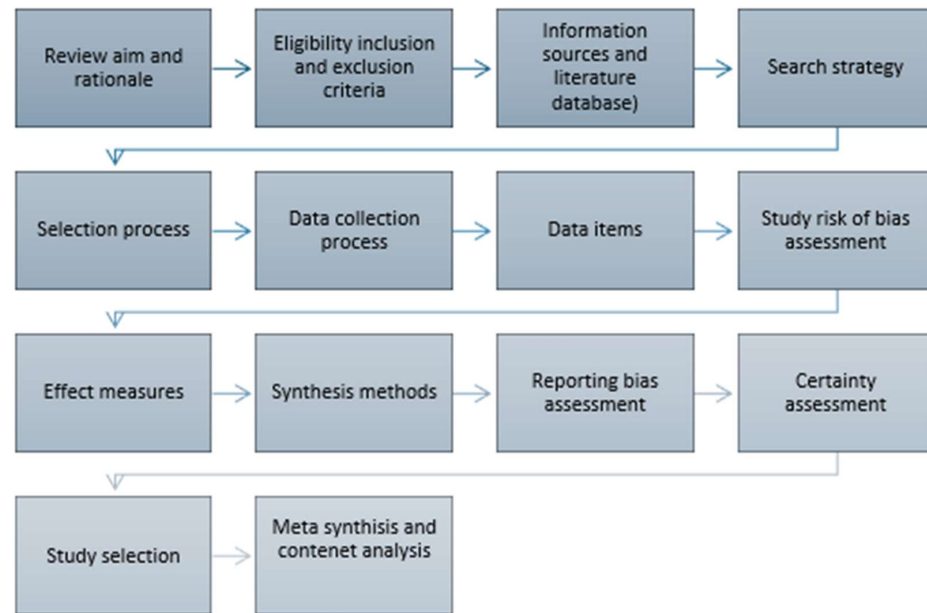 Review aim and
rationale
Eligibility inclusion
and exclusion
criteria
Information
sources and
literature
database)
Search strategy
Selection process
Data collection
process
Data items
Study risk of bias
assessment
Effect measures
Synthesis methods
Reporting bias
assessment
Certainty
assessment
Study selection
Meta synthisis and
contenet analysis